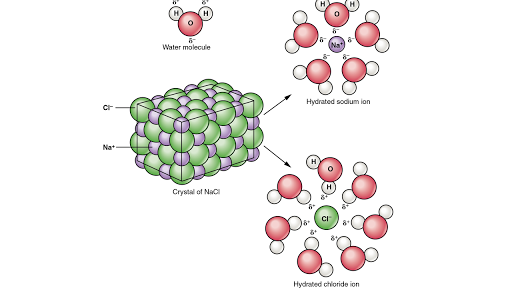 δ⁺ δ⁺
H H
O
δ⁻
Water molecule
H H
O
δ⁻
δ⁻ δ⁻
Na⁺
δ⁻ δ⁻
Hydrated sodium ion
Cl⁻
Na⁺
Crystal of NaCl
H
O
H
δ⁺
δ⁺ δ⁺
Cl⁻
δ⁺ δ⁺
δ⁺ δ⁺
Hydrated chloride ion